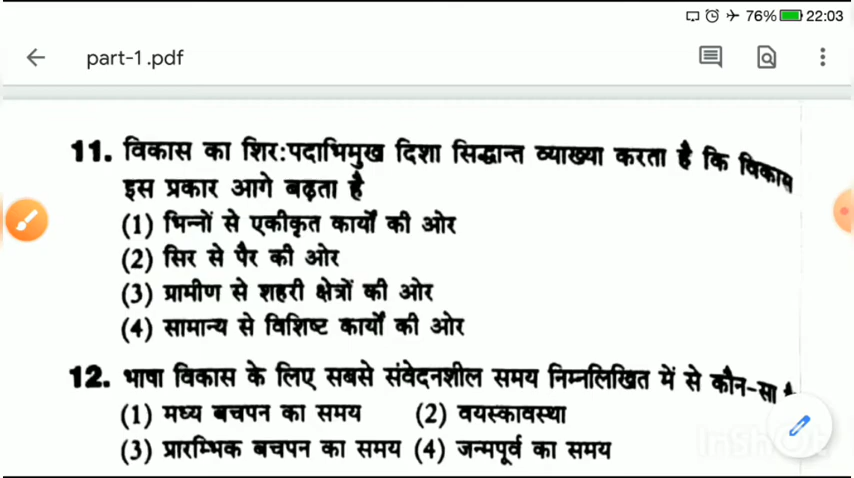 76% 22:03
part-1.pdf
11. विकास का शिर:पदाभिमुख दिशा सिद्धान्त व्याख्या करता है कि विकास
इस प्रकार आगे बढ़ता है
(1) भिन्नों से एकीकृत कार्यों की ओर
(2) सिर से पैर की ओर
(3) ग्रामीण से शहरी क्षेत्रों की ओर
(4) सामान्य से विशिष्ट कार्यों की ओर
12. भाषा विकास के लिए सबसे संवेदनशील समय निम्नलिखित में से कौन-सा
(1) मध्य बचपन का समय (2) वयस्कावस्था
(3) प्रारम्भिक बचपन का समय (4) जन्मपूर्व का समय
InShot